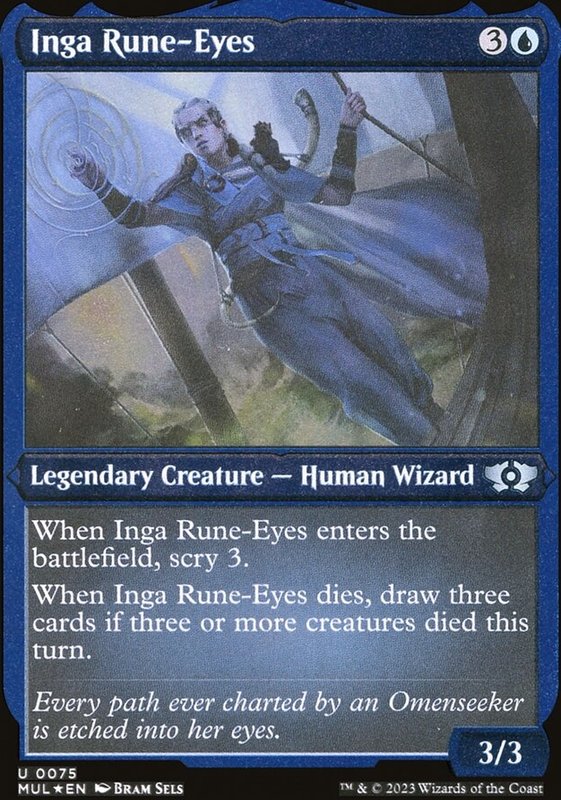 Inga Rune-Eyes 3
Legendary Creature — Human Wizard
When Inga Rune-Eyes enters the
battlefield, scry 3.
When Inga Rune-Eyes dies, draw three
cards if three or more creatures died this
turn.
Every path ever charted by an Omenseeker
is etched into her eyes.
3/3
U 0075
MUL★EN Bram Sels
™ & © 2023 Wizards of the Coast